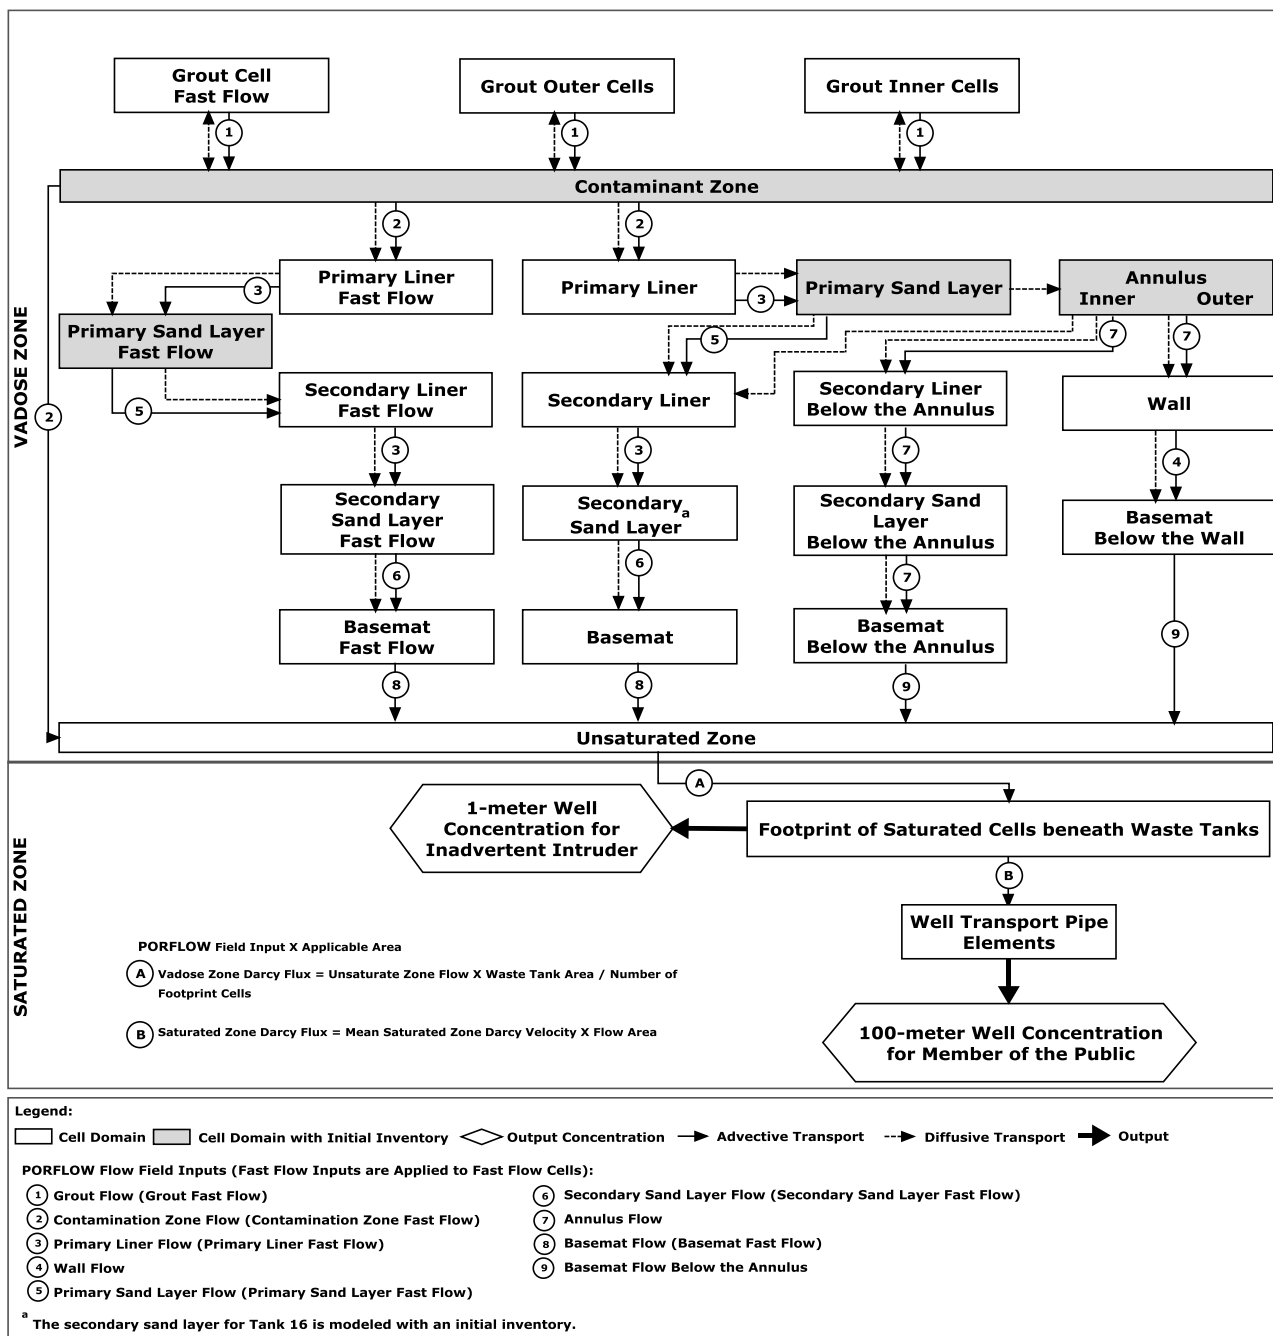 Grout Cell
Fast Flow
Grout Outer Cells
Grout Inner Cells
1
1
1
Contaminant Zone
2
2
Primary Liner
Fast Flow
Primary Liner
Primary Sand Layer
Annulus
Inner Outer
3
3
Primary Sand Layer
Fast Flow
5
7
7
Secondary Liner
Fast Flow
Secondary Liner
Secondary Liner
Below the Annulus
Wall
5
2
VADOSE ZONE
3
3
7
4
Secondary
Sand Layer
Fast Flow
Secondary a
Sand Layer
Secondary Sand
Layer
Below the Annulus
Basemat
Below the Wall
6
6
7
Basemat
Fast Flow
Basemat
Basemat
Below the Annulus
9
8
8
9
Unsaturated Zone
A
1-meter Well
Concentration for
Inadvertent Intruder
Footprint of Saturated Cells beneath Waste Tanks
B
SATURATED ZONE
Well Transport Pipe
Elements
PORFLOW Field Input X Applicable Area
A Vadose Zone Darcy Flux = Unsaturate Zone Flow X Waste Tank Area / Number of
Footprint Cells
B Saturated Zone Darcy Flux = Mean Saturated Zone Darcy Velocity X Flow Area
100-meter Well Concentration
for Member of the Public
Legend:
Cell Domain Cell Domain with Initial Inventory Output Concentration Advective Transport Diffusive Transport Output
PORFLOW Flow Field Inputs (Fast Flow Inputs are Applied to Fast Flow Cells):
1 Grout Flow (Grout Fast Flow)
2 Contamination Zone Flow (Contamination Zone Fast Flow)
3 Primary Liner Flow (Primary Liner Fast Flow)
4 Wall Flow
5 Primary Sand Layer Flow (Primary Sand Layer Fast Flow)
6 Secondary Sand Layer Flow (Secondary Sand Layer Fast Flow)
7 Annulus Flow
8 Basemat Flow (Basemat Fast Flow)
9 Basemat Flow Below the Annulus
a The secondary sand layer for Tank 16 is modeled with an initial inventory.